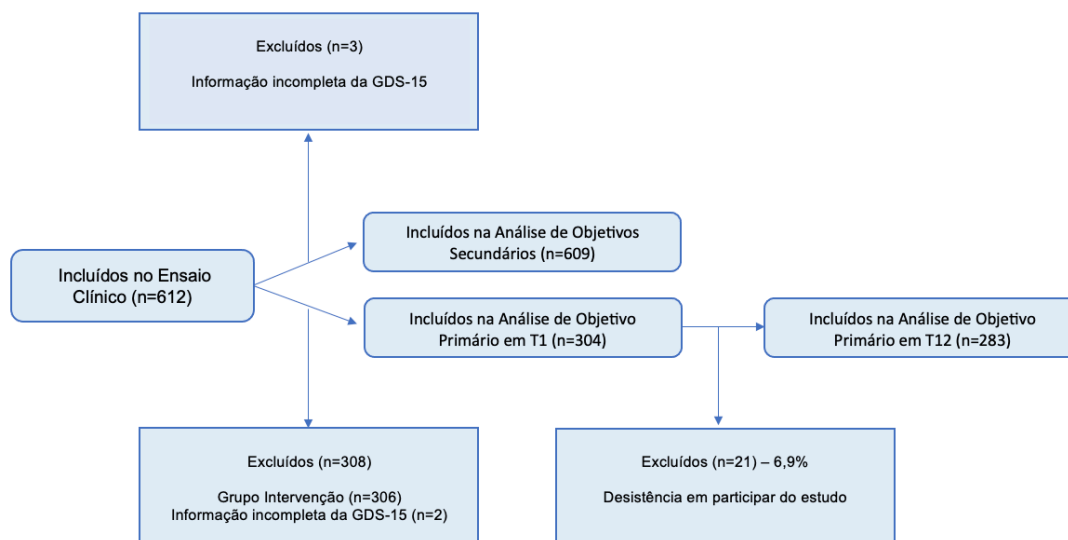 Excluídos (n=3)
Informação incompleta da GDS-15
Incluídos na Análise de Objetivos
Secundários (n=609)
Incluídos no Ensaio
Clínico (n=612)
Incluídos na Análise de Objetivo
Primário em T1 (n=304)
Incluídos na Análise de Objetivo
Primário em T12 (n=283)
Excluídos (n=308)
Grupo Intervenção (n=306)
Informação incompleta da GDS-15 (n=2)
Excluídos (n=21) – 6,9%
Desistência em participar do estudo